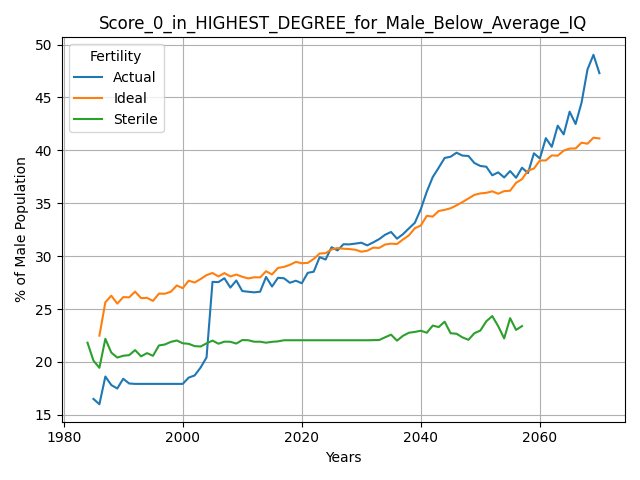 Score_0_in_HIGHEST_DEGREE_for_Male_Below_Average_IQ
Fertility
Actual
Ideal
Sterile
% of Male Population
50
45
40
35
30
25
20
15
1980
2000
2020
2040
2060
Years